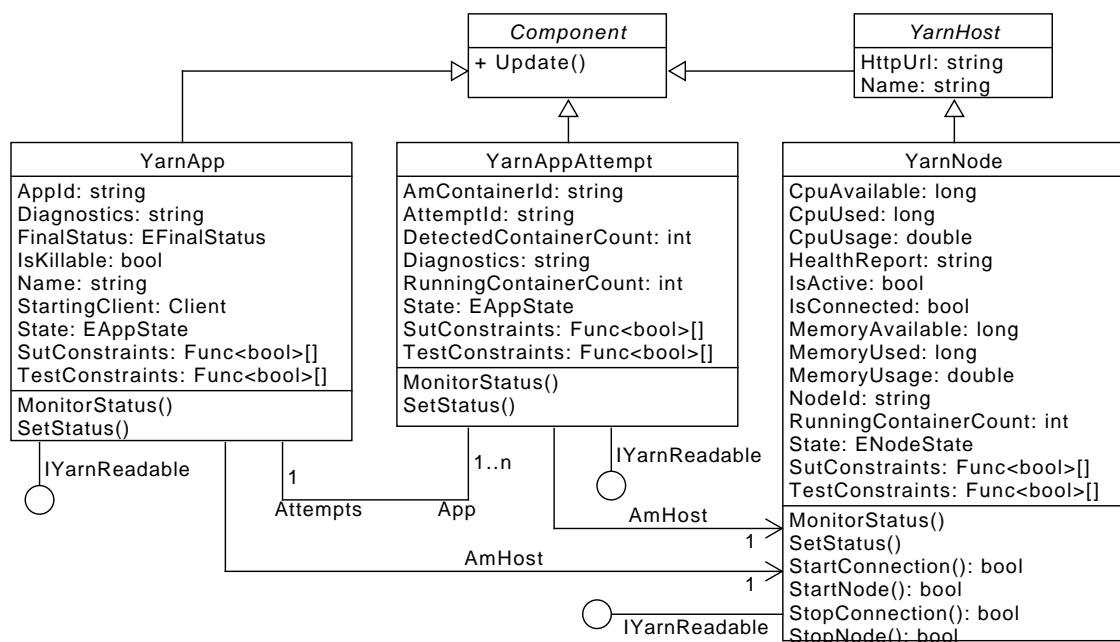 Component
+ Update()
YarnHost
HttpUrl: string
Name: string
YarnApp
AppId: string
Diagnostics: string
FinalStatus: EFinalStatus
IsKillable: bool
Name: string
StartingClient: Client
State: EAppState
SutConstraints: Func<bool>[]
TestConstraints: Func<bool>[]
MonitorStatus()
SetStatus()
YarnAppAttempt
AmContainerId: string
AttemptId: string
DetectedContainerCount: int
Diagnostics: string
RunningContainerCount: int
State: EAppState
SutConstraints: Func<bool>[]
TestConstraints: Func<bool>[]
MonitorStatus()
SetStatus()
YarnNode
CpuAvailable: long
CpuUsed: long
CpuUsage: double
HealthReport: string
IsActive: bool
IsConnected: bool
MemoryAvailable: long
MemoryUsed: long
MemoryUsage: double
NodeId: string
RunningContainerCount: int
State: ENodeState
SutConstraints: Func<bool>[]
TestConstraints: Func<bool>[]
MonitorStatus()
SetStatus()
StartConnection(): bool
StartNode(): bool
StopConnection(): bool
StopNode(): bool
IYarnReadable
1
1..n
IYarnReadable
Attempts
App
AmHost
1
AmHost
1
IYarnReadable